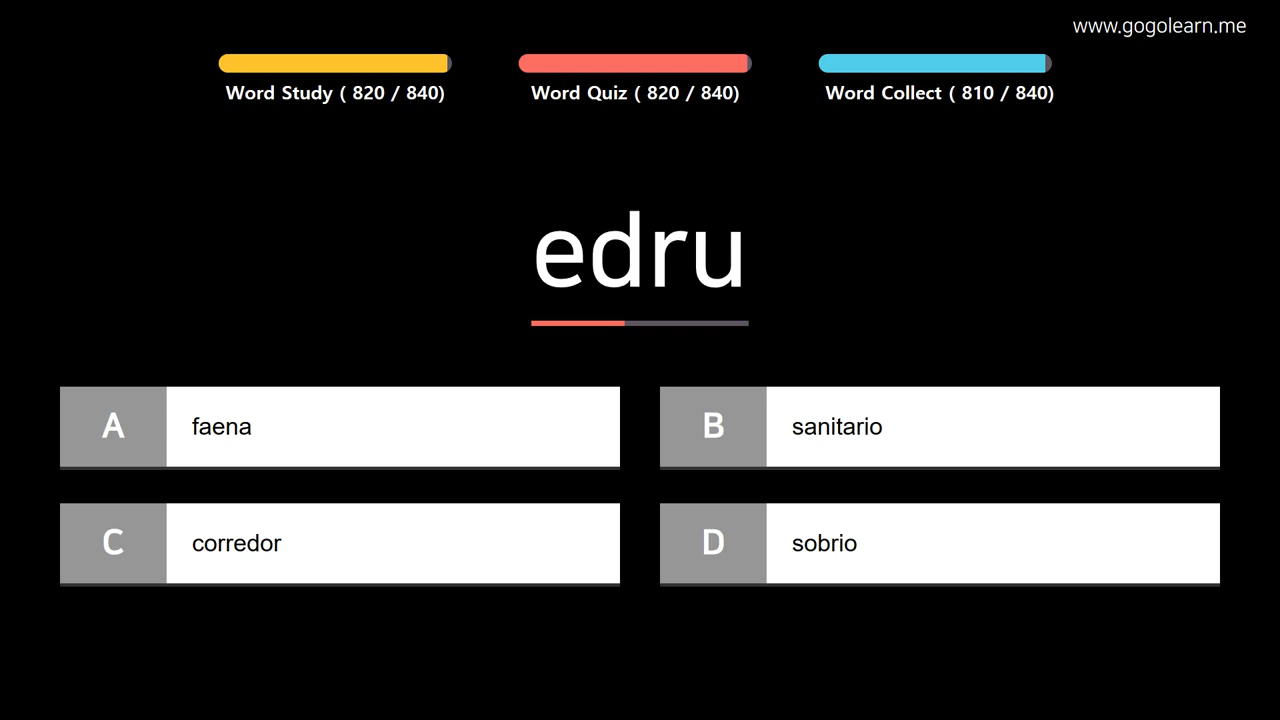 www.gogolearn.me
Word Study ( 820 / 840)
Word Quiz ( 820 / 840)
Word Collect ( 810 / 840)
edru
A faena
B sanitario
C corredor
D sobrio